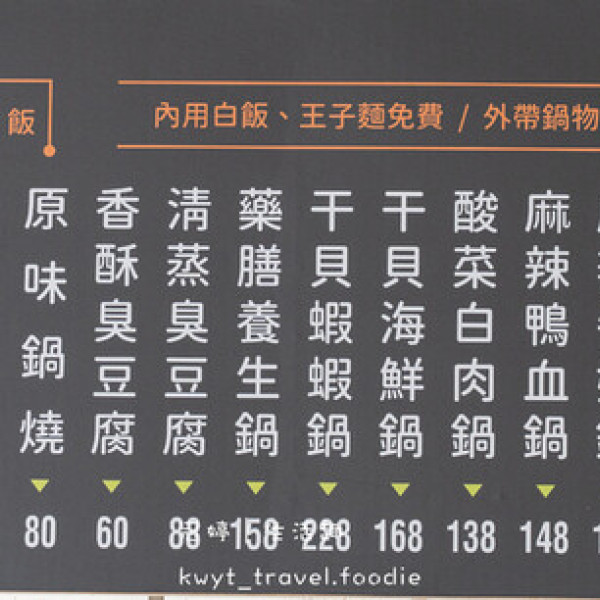 飯
內用白飯、王子麵免費 / 外帶鍋物
原味鍋燒
80
香酥臭豆腐
60
清蒸臭豆腐
88
藥膳養生鍋
158
干貝蝦蝦鍋
228
干貝海鮮鍋
168
酸菜白肉鍋
138
麻辣鴨血鍋
148
kwyt_travel.foodie